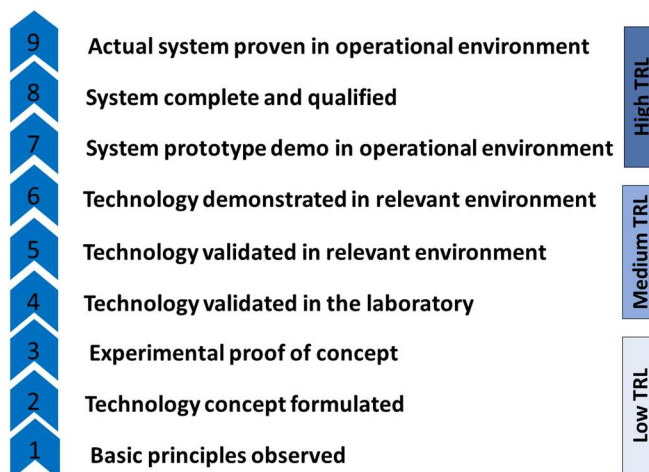 9 Actual system proven in operational environment
8 System complete and qualified
7 System prototype demo in operational environment
High TRL
6 Technology demonstrated in relevant environment
5 Technology validated in relevant environment
4 Technology validated in the laboratory
Medium TRL
3 Experimental proof of concept
2 Technology concept formulated
1 Basic principles observed
Low TRL